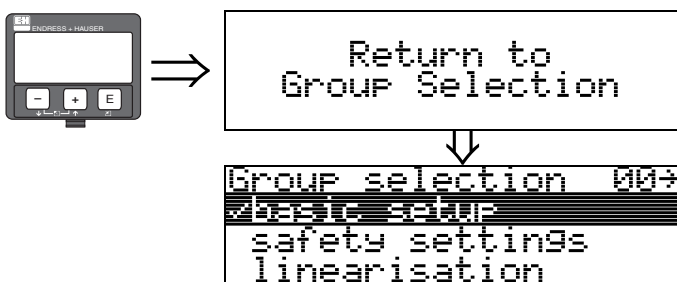 E+H
ENDRESS + HAUSER
- + E
Return to
Group Selection
Group selection 00→
✓basic setup
safety settings
linearisation